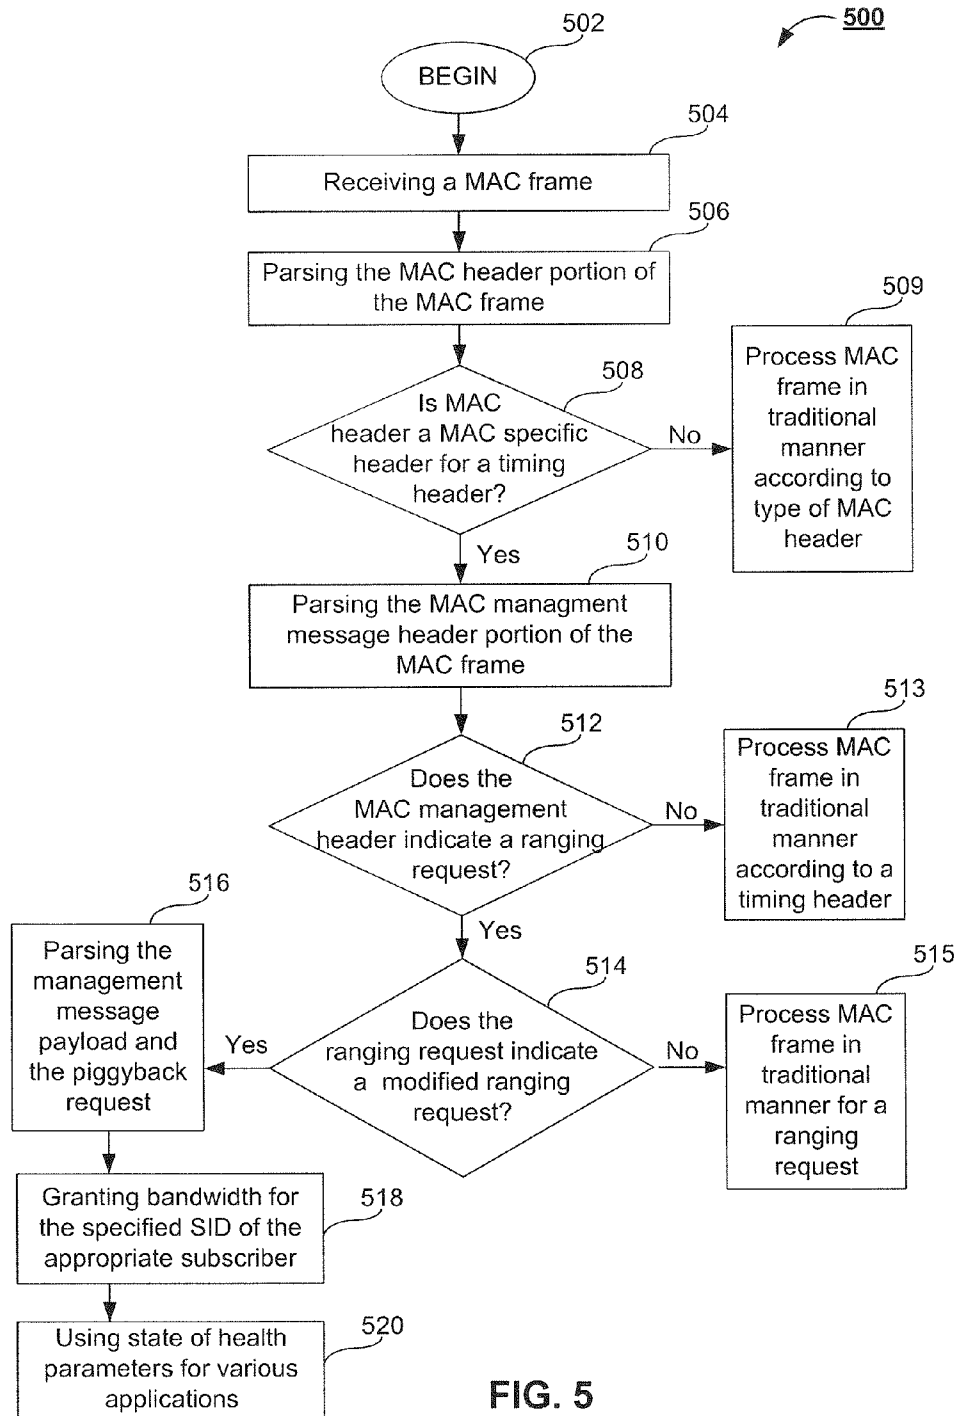 500
502
BEGIN
504
Receiving a MAC frame
506
Parsing the MAC header portion of
the MAC frame
508
Is MAC
header a MAC specific
header for a timing
header?
No
509
Process MAC
frame in
traditional
manner
according to
type of MAC
header
Yes
510
Parsing the MAC managment
message header portion of the
MAC frame
512
Does the
MAC management
header indicate a ranging
request?
No
513
Process MAC
frame in
traditional
manner
according to a
timing header
Yes
514
Does the
ranging request indicate
a modified ranging
request?
No
515
Process MAC
frame in
traditional
manner for a
ranging
request
Yes
516
Parsing the
management
message
payload and
the piggyback
request
518
Granting bandwidth for
the specified SID of the
appropriate subscriber
520
Using state of health
parameters for various
applications
FIG. 5